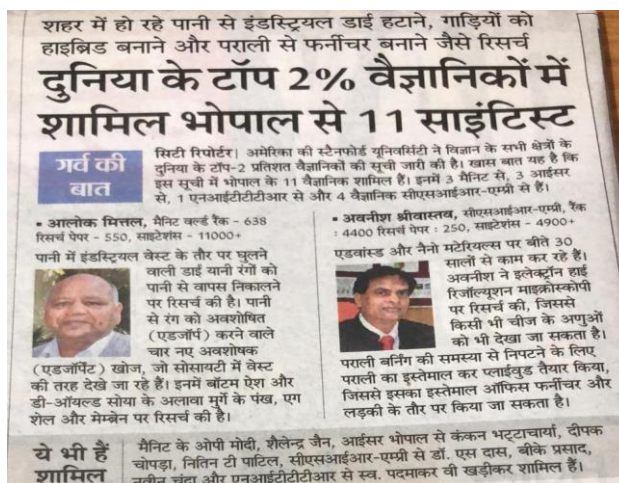 शहर में हो रहे पानी से इंडस्ट्रियल डाई हटाने, गाड़ियों को
हाइब्रिड बनाने और पराली से फर्नीचर बनाने जैसे रिसर्च
दुनिया के टॉप 2% वैज्ञानिकों में
शामिल भोपाल से 11 साइंटिस्ट
गर्व की
बात
सिटी रिपोर्टर| अमेरिका की स्टैनफोर्ड यूनिवर्सिटी ने विज्ञान के सभी क्षेत्रों के
दुनिया के टॉप-2 प्रतिशत वैज्ञानिकों की सूची जारी की है। खास बात यह है कि
इस सूची में भोपाल के 11 वैज्ञानिक शामिल हैं। इनमें 3 मैनिट से, 3 आईसर
से, 1 एनआईटीटीटीआर से और 4 वैज्ञानिक सीएसआईआर-एम्प्री से हैं।
• आलोक मित्तल, मैनिट वर्ल्ड रैंक - 638
रिसर्च पेपर - 550, साइटेशंस - 11000+
पानी में इंडस्ट्रियल वेस्ट के तौर पर घुलने
वाली डाई यानी रंगों को
पानी से वापस निकालने
पर रिसर्च की है। पानी
से रंग को अवशोषित
(एडजॉर्प) करने वाले
चार नए अवशोषक
(एडजॉर्पेंट) खोज, जो सोसायटी में वेस्ट
की तरह देखे जा रहे हैं। इनमें बॉटम ऐश और
डी-ऑयल्ड सोया के अलावा मुर्गे के पंख, एग
शेल और मेम्ब्रेन पर रिसर्च की है।
• अवनीश श्रीवास्तव, सीएसआईआर-एम्प्री, रैंक
: 4400 रिसर्च पेपर : 250, साइटेशंस - 4900+
एडवांस्ड और नैनो मटेरियल्स पर बीते 30
सालों से काम कर रहे हैं।
अवनीश ने इलेक्ट्रॉन हाई
रिजॉल्यूशन माइक्रोस्कोपी
पर रिसर्च की, जिससे
किसी भी चीज के अणुओं
को भी देखा जा सकता है।
पराली बर्निंग की समस्या से निपटने के लिए
पराली का इस्तेमाल कर प्लाईवुड तैयार किया,
जिससे इसका इस्तेमाल ऑफिस फर्नीचर और
लड़की के तौर पर किया जा सकता है।
ये भी हैं
शामिल
मैनिट के ओपी मोदी, शैलेन्द्र जैन, आईसर भोपाल से कंकन भट्टाचार्या, दीपक
चोपड़ा, नितिन टी पाटिल, सीएसआईआर-एम्प्री से डॉ. एस दास, बीके प्रसाद,
नवीन चंद्रा और एनआईटीटीटीआर से स्व. पदमाकर वी खड़ीकर शामिल हैं।